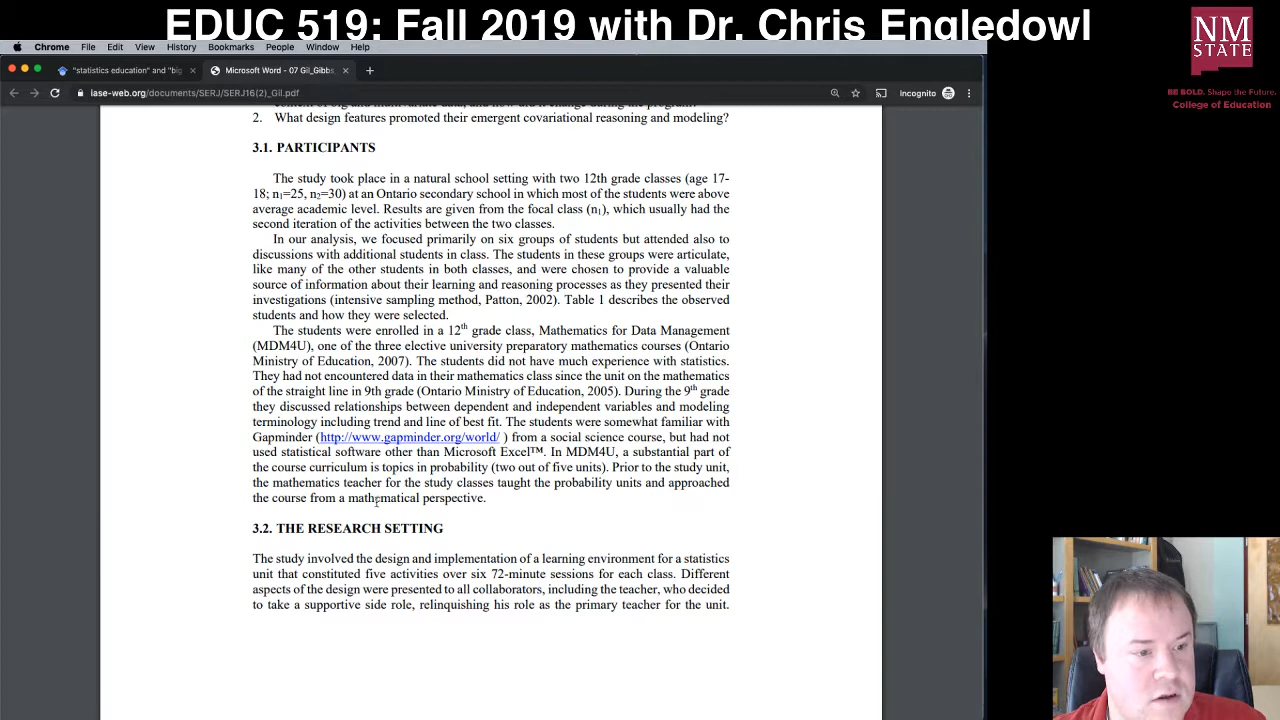 EDUC 519: Fall 2019 with Dr. Chris Engledowl
NM
STATE
BE BOLD. Shape the Future.
College of Education
Chrome File Edit View History Bookmarks People Window Help
"statistics education" and "big
Microsoft Word - 07 Gil_Gibbs
iase-web.org/documents/SERJ/SERJ16(2)_Gil.pdf
Incognito
context of big and multivariate data, and how did it change during the program?
2. What design features promoted their emergent covariational reasoning and modeling?
3.1. PARTICIPANTS
The study took place in a natural school setting with two 12th grade classes (age 17-
18; n1=25, n2=30) at an Ontario secondary school in which most of the students were above
average academic level. Results are given from the focal class (n1), which usually had the
second iteration of the activities between the two classes.
In our analysis, we focused primarily on six groups of students but attended also to
discussions with additional students in class. The students in these groups were articulate,
like many of the other students in both classes, and were chosen to provide a valuable
source of information about their learning and reasoning processes as they presented their
investigations (intensive sampling method, Patton, 2002). Table 1 describes the observed
students and how they were selected.
The students were enrolled in a 12th grade class, Mathematics for Data Management
(MDM4U), one of the three elective university preparatory mathematics courses (Ontario
Ministry of Education, 2007). The students did not have much experience with statistics.
They had not encountered data in their mathematics class since the unit on the mathematics
of the straight line in 9th grade (Ontario Ministry of Education, 2005). During the 9th grade
they discussed relationships between dependent and independent variables and modeling
terminology including trend and line of best fit. The students were somewhat familiar with
Gapminder (http://www.gapminder.org/world/ ) from a social science course, but had not
used statistical software other than Microsoft Excel™. In MDM4U, a substantial part of
the course curriculum is topics in probability (two out of five units). Prior to the study unit,
the mathematics teacher for the study classes taught the probability units and approached
the course from a mathematical perspective.
3.2. THE RESEARCH SETTING
The study involved the design and implementation of a learning environment for a statistics
unit that constituted five activities over six 72-minute sessions for each class. Different
aspects of the design were presented to all collaborators, including the teacher, who decided
to take a supportive side role, relinquishing his role as the primary teacher for the unit.